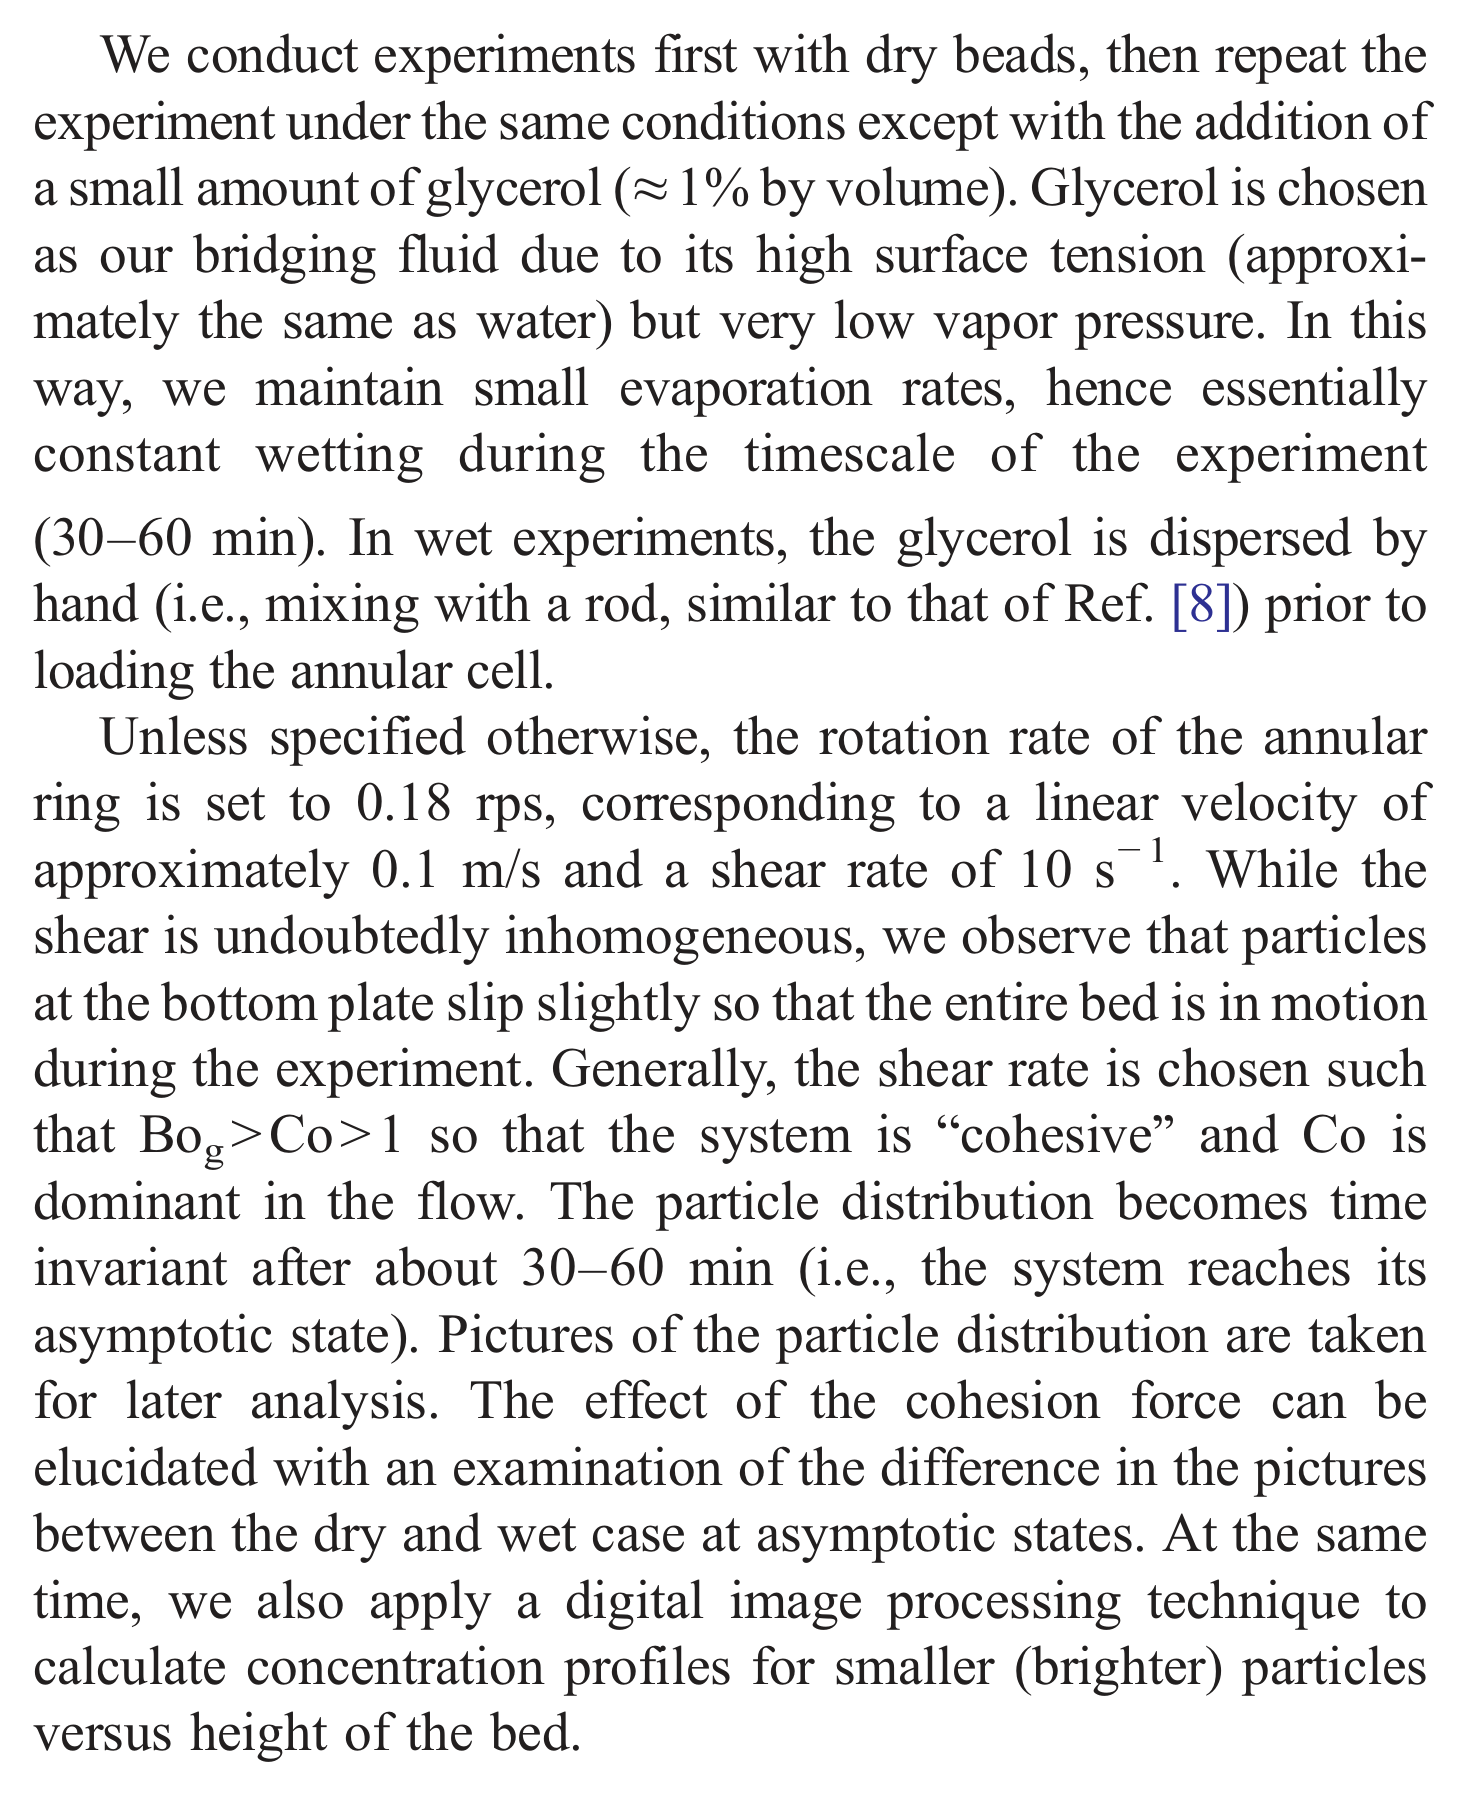 We conduct experiments first with dry beads, then repeat the
experiment under the same conditions except with the addition of
a small amount of glycerol (≈ 1% by volume). Glycerol is chosen
as our bridging fluid due to its high surface tension (approxi-
mately the same as water) but very low vapor pressure. In this
way, we maintain small evaporation rates, hence essentially
constant wetting during the timescale of the experiment
(30–60 min). In wet experiments, the glycerol is dispersed by
hand (i.e., mixing with a rod, similar to that of Ref. [8]) prior to
loading the annular cell.
Unless specified otherwise, the rotation rate of the annular
ring is set to 0.18 rps, corresponding to a linear velocity of
approximately 0.1 m/s and a shear rate of 10 s⁻¹. While the
shear is undoubtedly inhomogeneous, we observe that particles
at the bottom plate slip slightly so that the entire bed is in motion
during the experiment. Generally, the shear rate is chosen such
that Bo_g>Co>1 so that the system is “cohesive” and Co is
dominant in the flow. The particle distribution becomes time
invariant after about 30–60 min (i.e., the system reaches its
asymptotic state). Pictures of the particle distribution are taken
for later analysis. The effect of the cohesion force can be
elucidated with an examination of the difference in the pictures
between the dry and wet case at asymptotic states. At the same
time, we also apply a digital image processing technique to
calculate concentration profiles for smaller (brighter) particles
versus height of the bed.